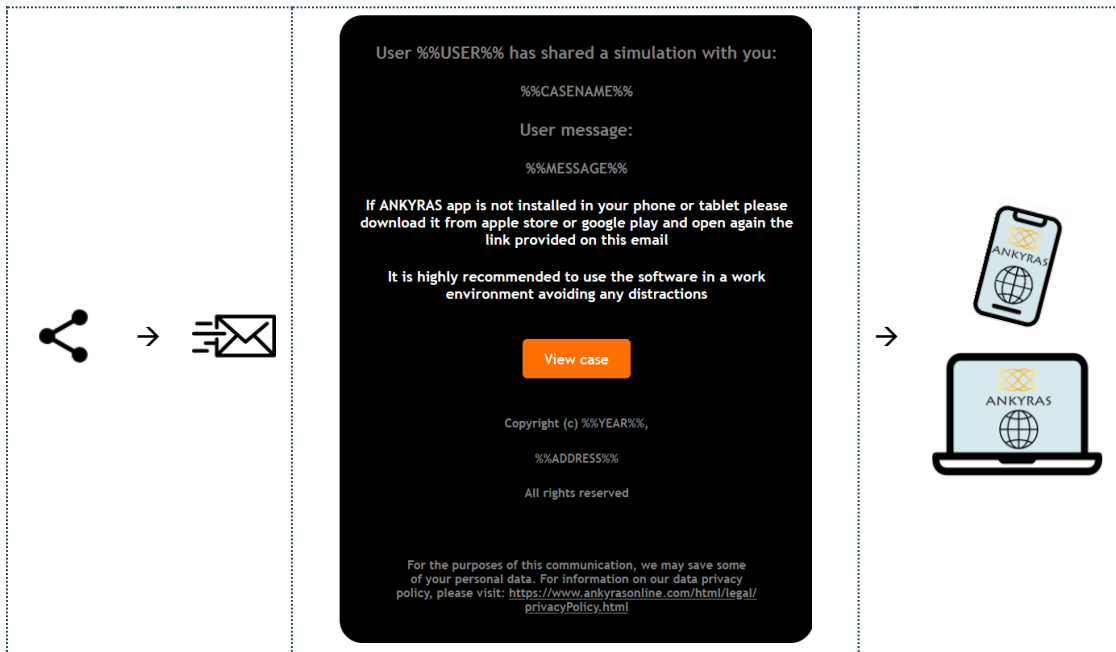 User %%USER%% has shared a simulation with you:
%%CASENAME%%
User message:
%%MESSAGE%%
If ANKYRAS app is not installed in your phone or tablet please
download it from apple store or google play and open again the
link provided on this email
It is highly recommended to use the software in a work
environment avoiding any distractions
View case
Copyright (c) %%YEAR%%,
%%ADDRESS%%
All rights reserved
For the purposes of this communication, we may save some
of your personal data. For information on our data privacy
policy, please visit: https://www.ankyrasonline.com/html/legal/
privacyPolicy.html
ANKYRAS
ANKYRAS